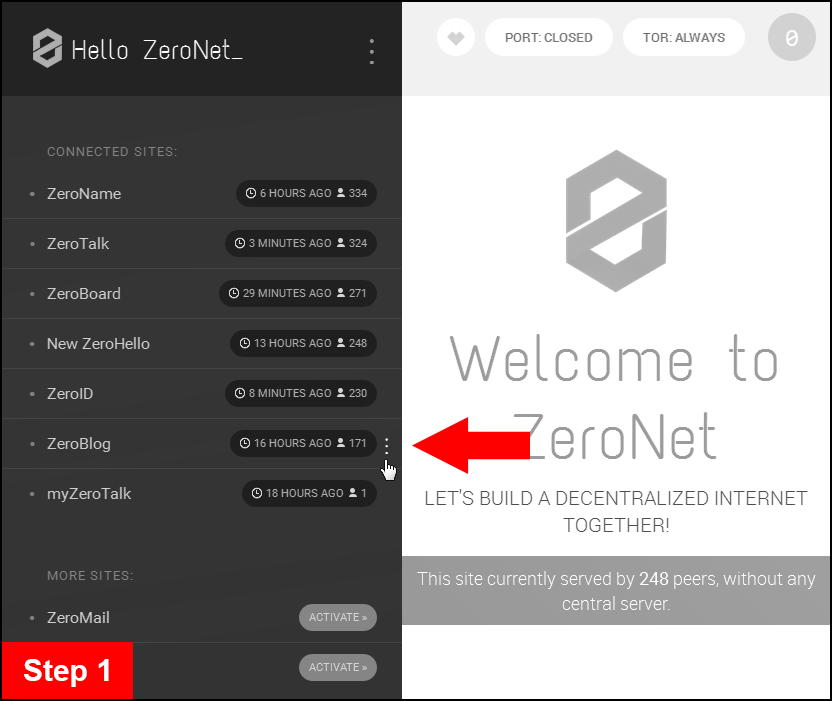 Hello ZeroNet_
CONNECTED SITES:
ZeroName 6 HOURS AGO 334
ZeroTalk 3 MINUTES AGO 324
ZeroBoard 29 MINUTES AGO 271
New ZeroHello 13 HOURS AGO 248
ZeroID 8 MINUTES AGO 230
ZeroBlog 16 HOURS AGO 171
myZeroTalk 18 HOURS AGO 1
MORE SITES:
ZeroMail ACTIVATE »
ACTIVATE »
Step 1
PORT: CLOSED TOR: ALWAYS 0
Welcome to
ZeroNet
LET'S BUILD A DECENTRALIZED INTERNET
TOGETHER!
This site currently served by 248 peers, without any
central server.